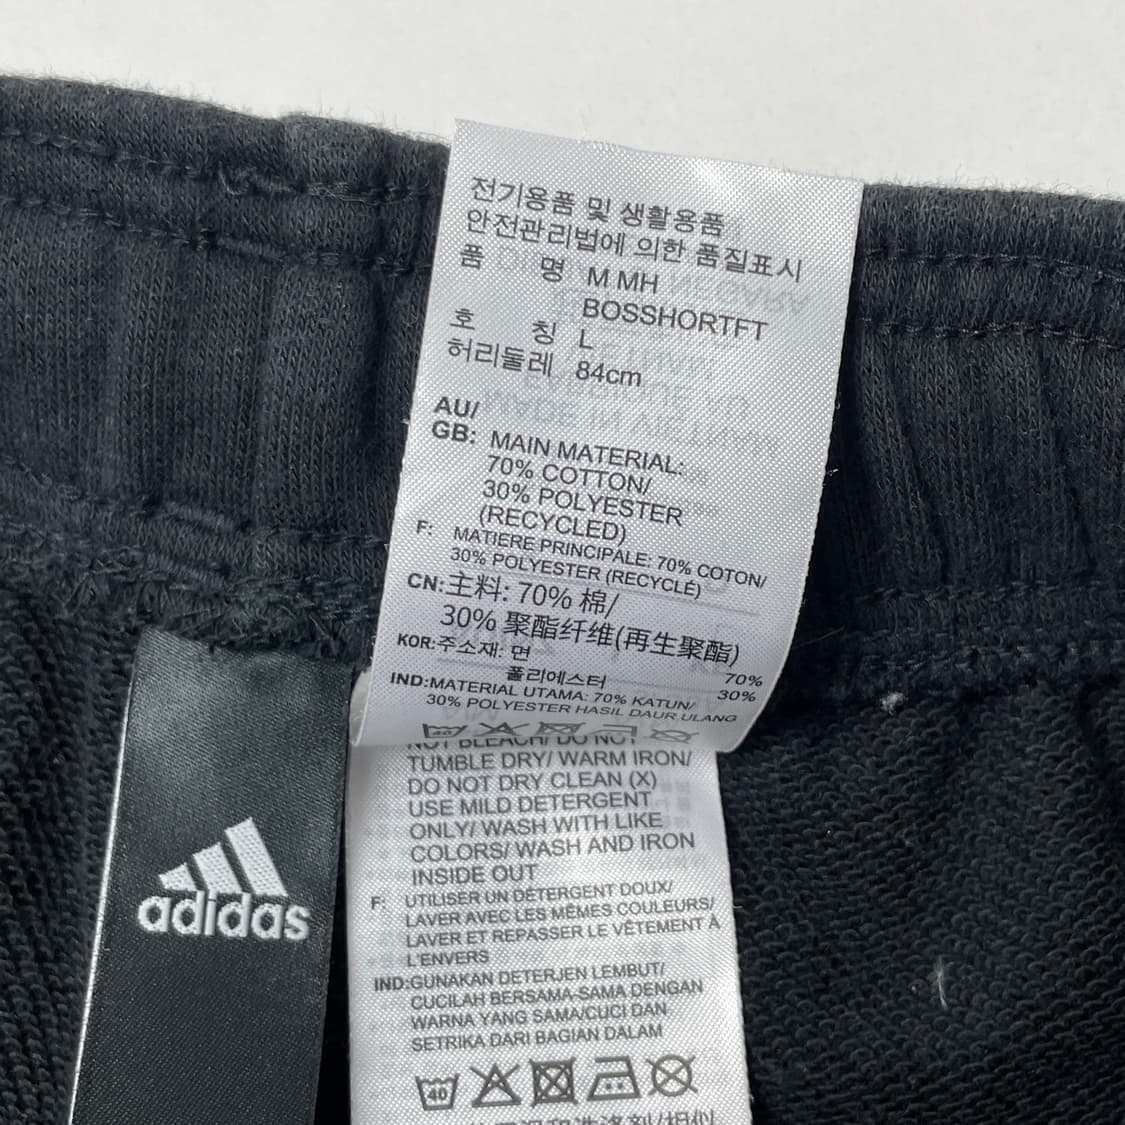 전기용품 및 생활용품
안전관리법에 의한 품질표시
품 명 M MH
BOSSHORTFT
호 칭 L
허리둘레 84cm
AU/
GB: MAIN MATERIAL:
70% COTTON/
30% POLYESTER
(RECYCLED)
F: MATIERE PRINCIPALE: 70% COTON/
30% POLYESTER (RECYCLÉ)
CN:主料: 70% 棉/
30% 聚酯纤维(再生聚酯)
KOR:주소재: 면 70%
폴리에스터 30%
IND:MATERIAL UTAMA: 70% KATUN/
30% POLYESTER HASIL DAUR ULANG
40
NOT BLEACH/ DO NOT
TUMBLE DRY/ WARM IRON/
DO NOT DRY CLEAN (X)
USE MILD DETERGENT
ONLY/ WASH WITH LIKE
COLORS/ WASH AND IRON
INSIDE OUT
F: UTILISER UN DÉTERGENT DOUX/
LAVER AVEC LES MÊMES COULEURS/
LAVER ET REPASSER LE VÊTEMENT À
L'ENVERS
IND:GUNAKAN DETERJEN LEMBUT/
CUCILAH BERSAMA-SAMA DENGAN
WARNA YANG SAMA/CUCI DAN
SETRIKA DARI BAGIAN DALAM
40
adidas